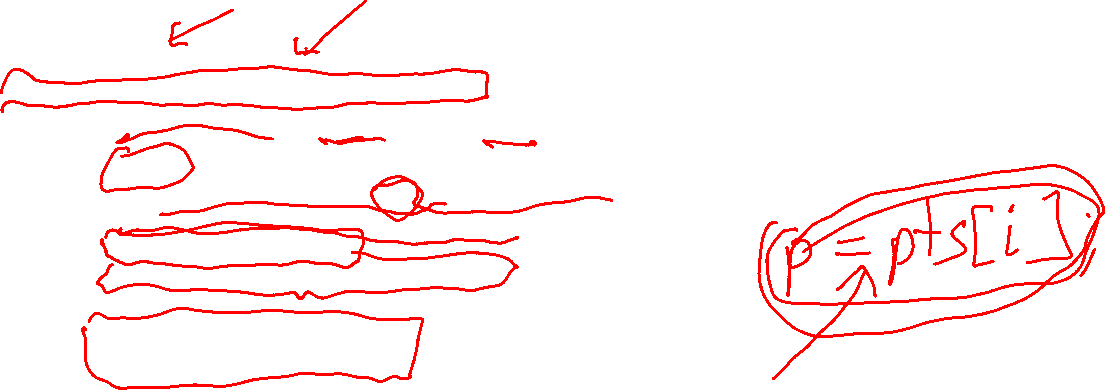 p = p+s[i]